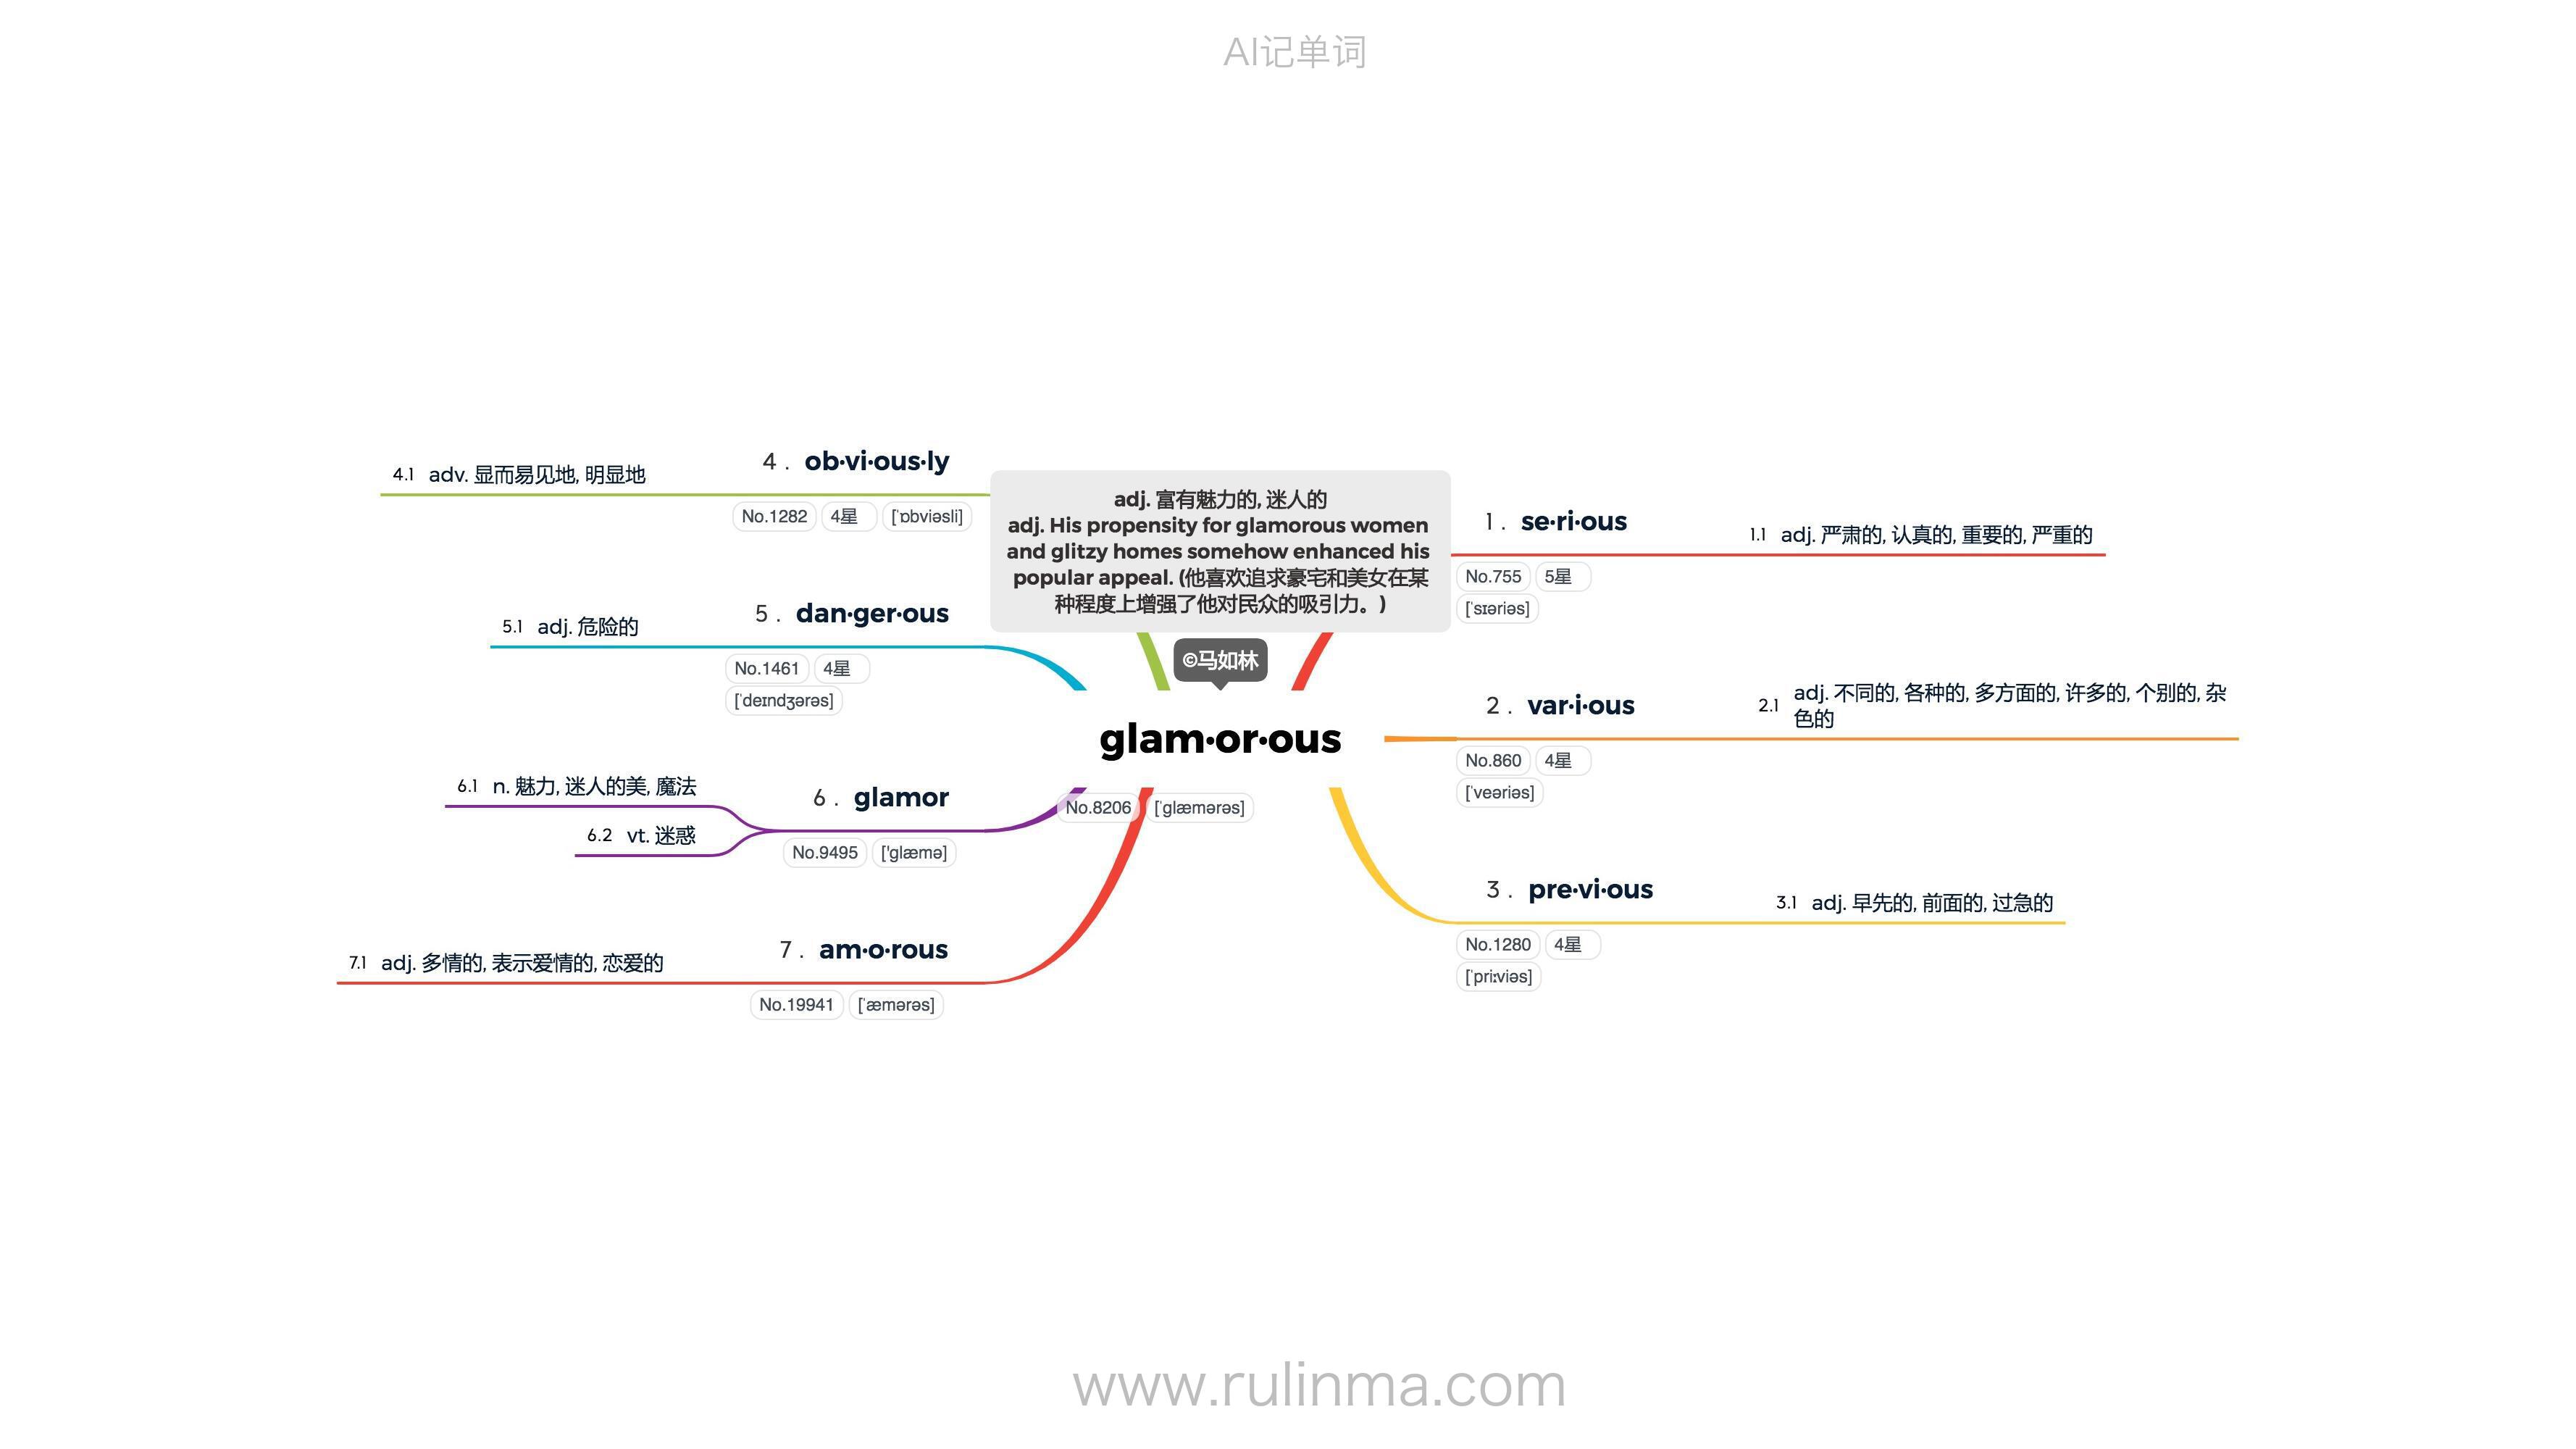 AI记单词
adj. 富有魅力的, 迷人的
adj. His propensity for glamorous women
and glitzy homes somehow enhanced his
popular appeal. (他喜欢追求豪宅和美女在某
种程度上增强了他对民众的吸引力。)
©马如林
glam·or·ous
No.8206 [ˈɡlæmərəs]
1 . se·ri·ous
No.755 5星
[ˈsɪəriəs]
1.1 adj. 严肃的, 认真的, 重要的, 严重的
2 . var·i·ous
No.860 4星
[ˈveəriəs]
2.1 adj. 不同的, 各种的, 多方面的, 许多的, 个别的, 杂
色的
3 . pre·vi·ous
No.1280 4星
[ˈpriːviəs]
3.1 adj. 早先的, 前面的, 过急的
4 . ob·vi·ous·ly
No.1282 4星 [ˈɒbviəsli]
4.1 adv. 显而易见地, 明显地
5 . dan·ger·ous
No.1461 4星
[ˈdeɪndʒərəs]
5.1 adj. 危险的
6 . glamor
No.9495 ['ɡlæmə]
6.1 n. 魅力, 迷人的美, 魔法
6.2 vt. 迷惑
7 . am·o·rous
No.19941 [ˈæmərəs]
7.1 adj. 多情的, 表示爱情的, 恋爱的
www.rulinma.com